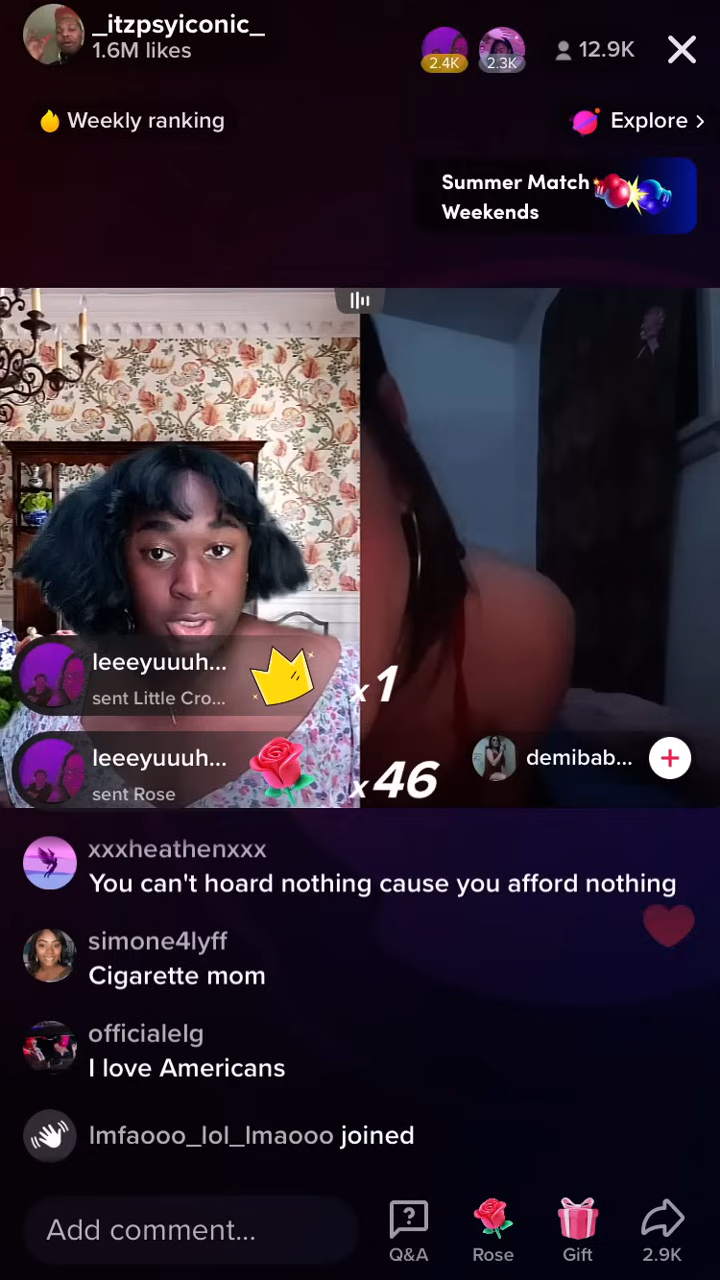 _itzpsyiconic_
1.6M likes
2.4K
2.3K
12.9K
Weekly ranking
Explore >
Summer Match
Weekends
leeeyuuuh...
sent Little Cro...
x1
leeeyuuuh...
sent Rose
x46
demibab...
xxxheathenxxx
You can't hoard nothing cause you afford nothing
simone4lyff
Cigarette mom
officialelg
I love Americans
lmfaooo_lol_lmaooo joined
Add comment...
Q&A
Rose
Gift
2.9K